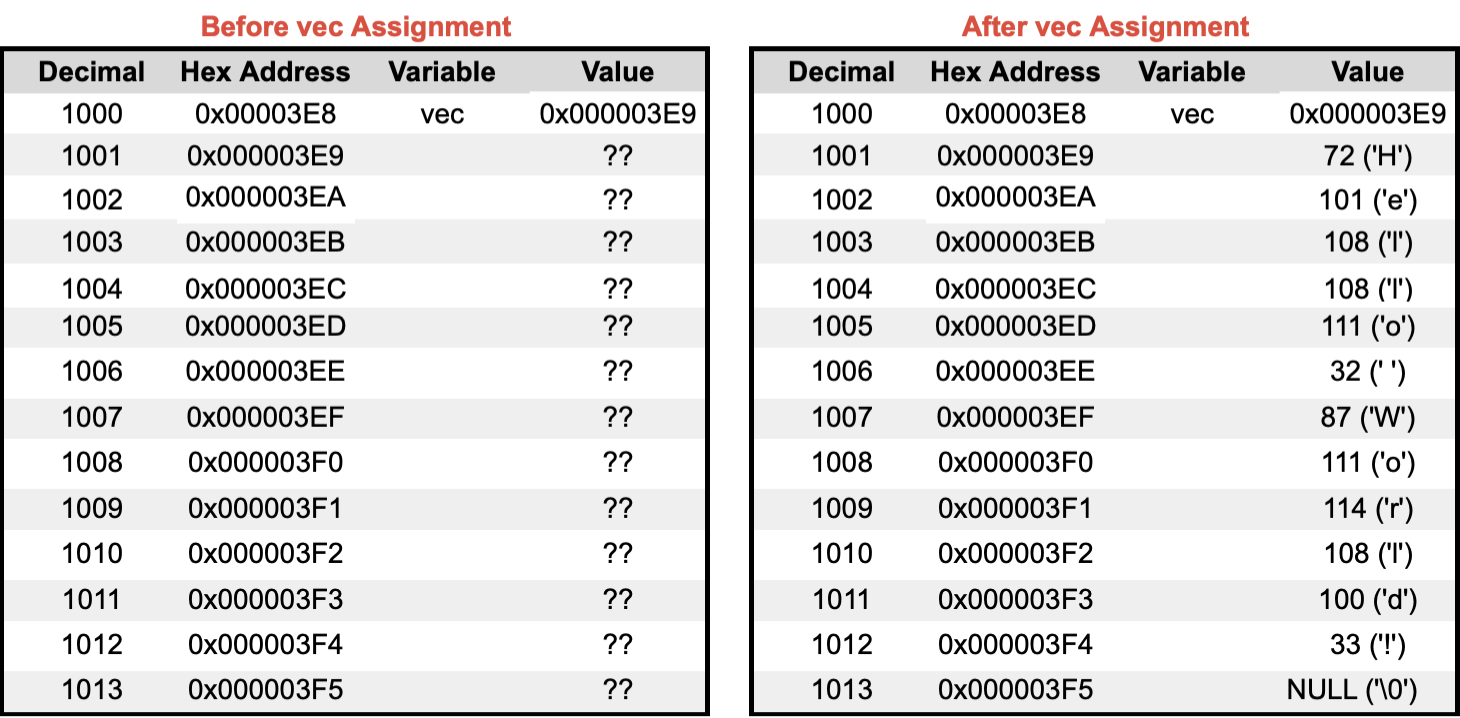 Before vec Assignment
Decimal Hex Address Variable Value
1000 0x00003E8 vec 0x000003E9
1001 0x000003E9 ??
1002 0x000003EA ??
1003 0x000003EB ??
1004 0x000003EC ??
1005 0x000003ED ??
1006 0x000003EE ??
1007 0x000003EF ??
1008 0x000003F0 ??
1009 0x000003F1 ??
1010 0x000003F2 ??
1011 0x000003F3 ??
1012 0x000003F4 ??
1013 0x000003F5 ??
After vec Assignment
Decimal Hex Address Variable Value
1000 0x00003E8 vec 0x000003E9
1001 0x000003E9 72 ('H')
1002 0x000003EA 101 ('e')
1003 0x000003EB 108 ('l')
1004 0x000003EC 108 ('l')
1005 0x000003ED 111 ('o')
1006 0x000003EE 32 (' ')
1007 0x000003EF 87 ('W')
1008 0x000003F0 111 ('o')
1009 0x000003F1 114 ('r')
1010 0x000003F2 108 ('l')
1011 0x000003F3 100 ('d')
1012 0x000003F4 33 ('!')
1013 0x000003F5 NULL ('\0')